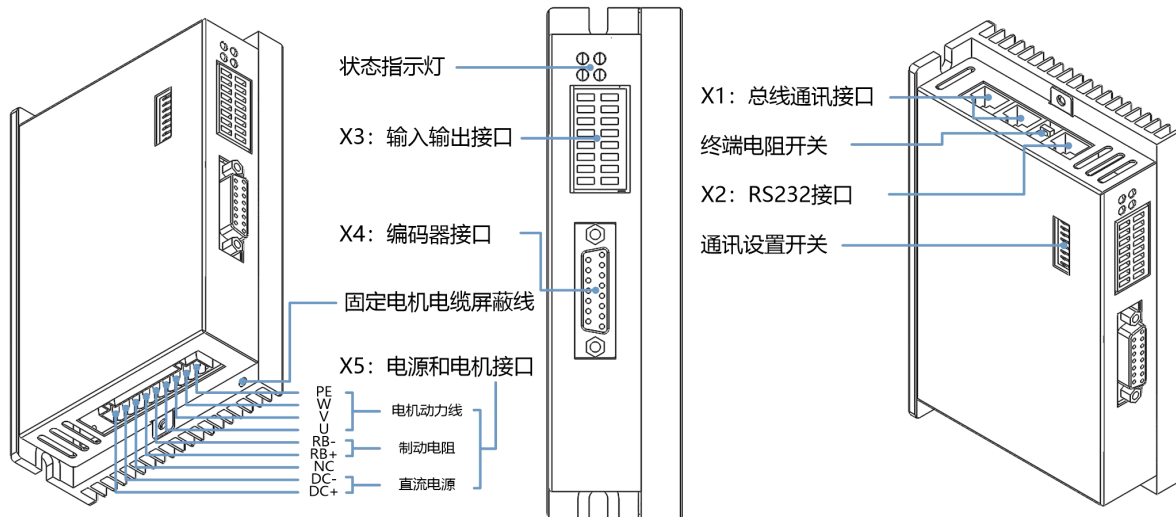 状态指示灯
X3：输入输出接口
X4：编码器接口
固定电机电缆屏蔽线
X5：电源和电机接口
PE
W
V
U
RB-
RB+
NC
DC-
DC+
电机动力线
制动电阻
直流电源
X1：总线通讯接口
终端电阻开关
X2：RS232接口
通讯设置开关